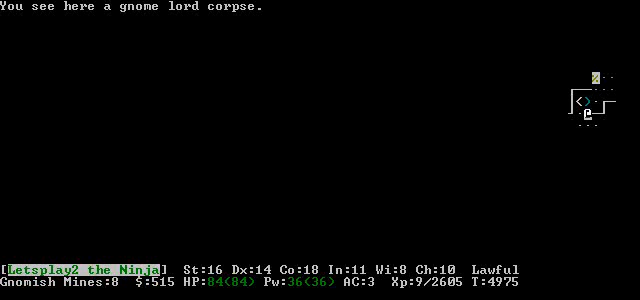 You see here a gnome lord corpse.
[Letsplay2 the Ninja] St:16 Dx:14 Co:18 In:11 Wi:8 Ch:10 Lawful
Gnomish Mines:8 $:515 HP:84(84) Pw:36(36) AC:3 Xp:9/2605 T:4975